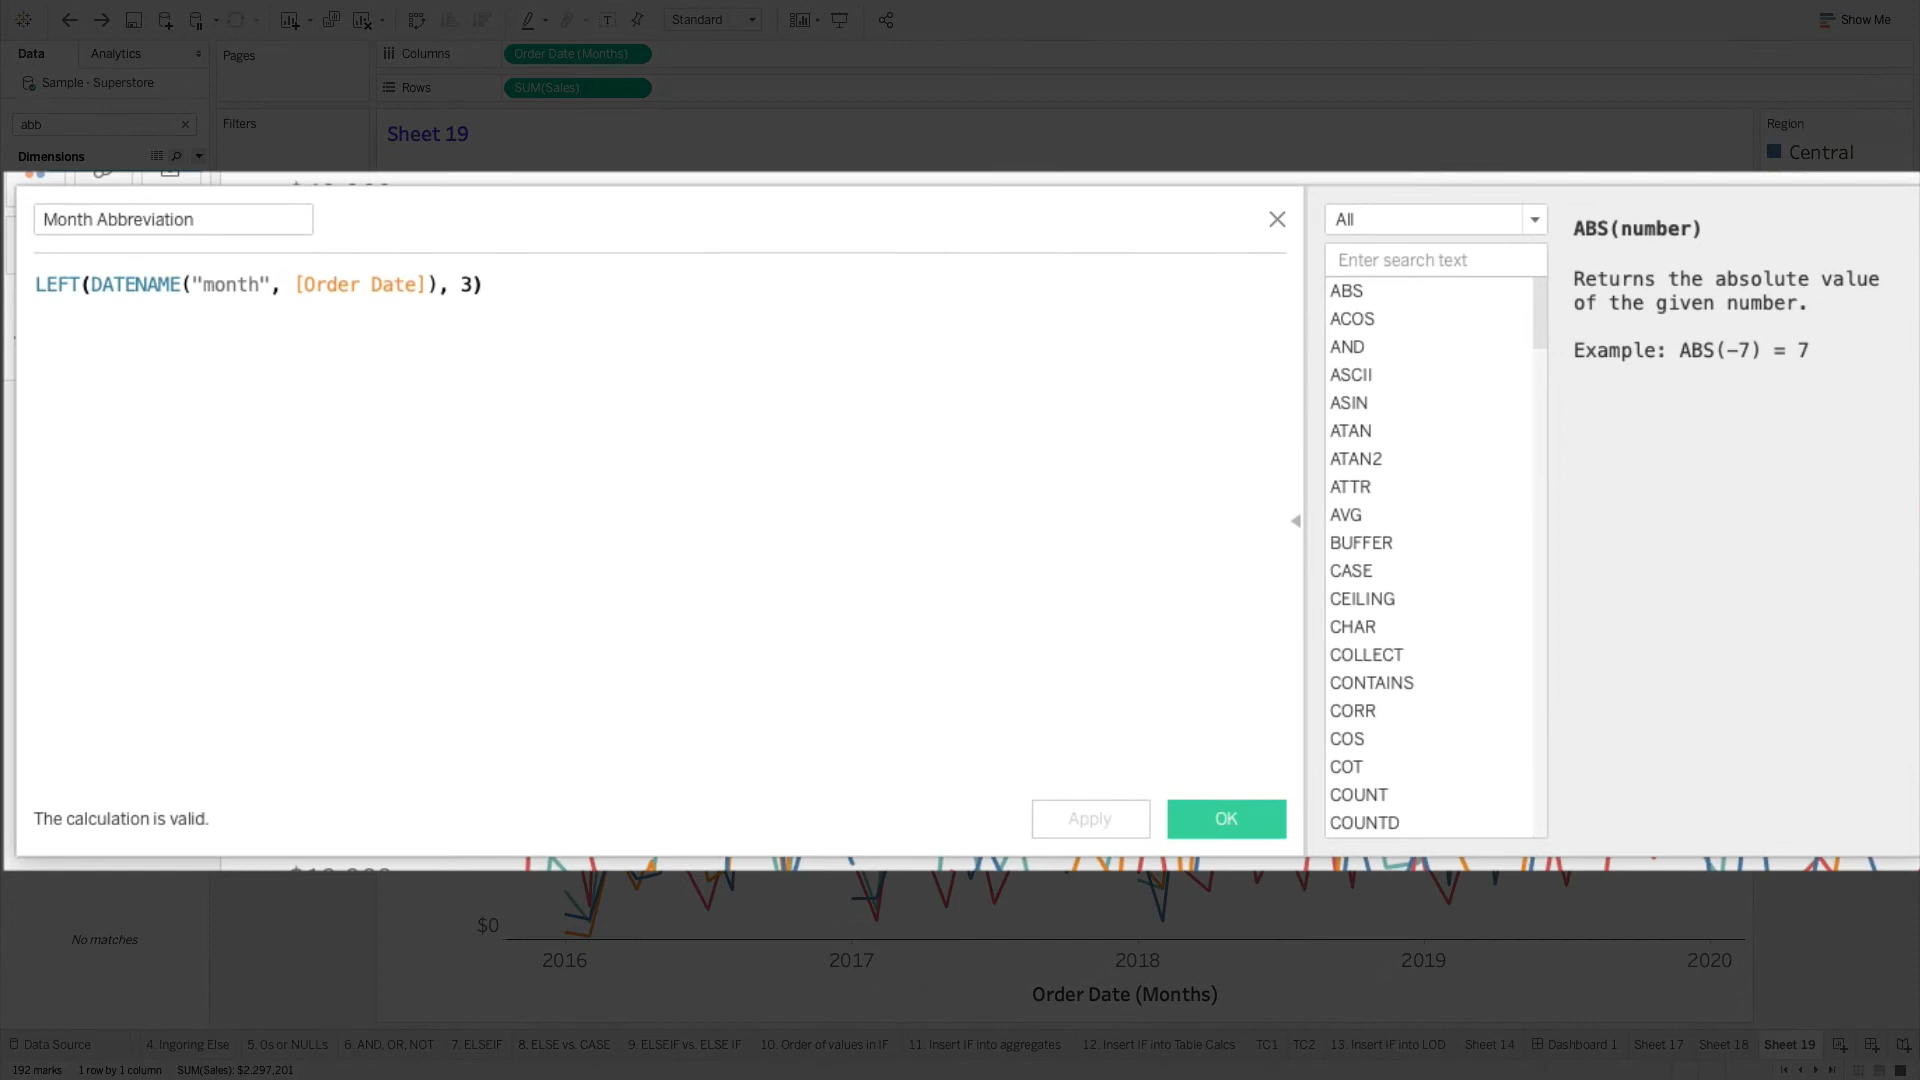 Standard
Show Me
Data
Analytics
Pages
Columns
Order Date (Months)
Sample - Superstore
Rows
SUM(Sales)
abb
Filters
Sheet 19
Region
Dimensions
Central
Month Abbreviation
All
ABS(number)
Enter search text
LEFT(DATENAME("month", [Order Date]), 3)
Returns the absolute value
of the given number.
Example: ABS(-7) = 7
ABS
ACOS
AND
ASCII
ASIN
ATAN
ATAN2
ATTR
AVG
BUFFER
CASE
CEILING
CHAR
COLLECT
CONTAINS
CORR
COS
COT
COUNT
COUNTD
The calculation is valid.
Apply
OK
$0
No matches
2016
2017
2018
2019
2020
Order Date (Months)
Data Source
4. Ingoring Else
5. 0s or NULLs
6. AND, OR, NOT
7. ELSEIF
8. ELSE vs. CASE
9. ELSEIF vs. ELSE IF
10. Order of values in IF
11. Insert IF into aggregates
12. Insert IF into Table Calcs
TC1
TC2
13. Insert IF into LOD
Sheet 14
Dashboard 1
Sheet 17
Sheet 18
Sheet 19
192 marks
1 row by 1 column
SUM(Sales): $2,297,201